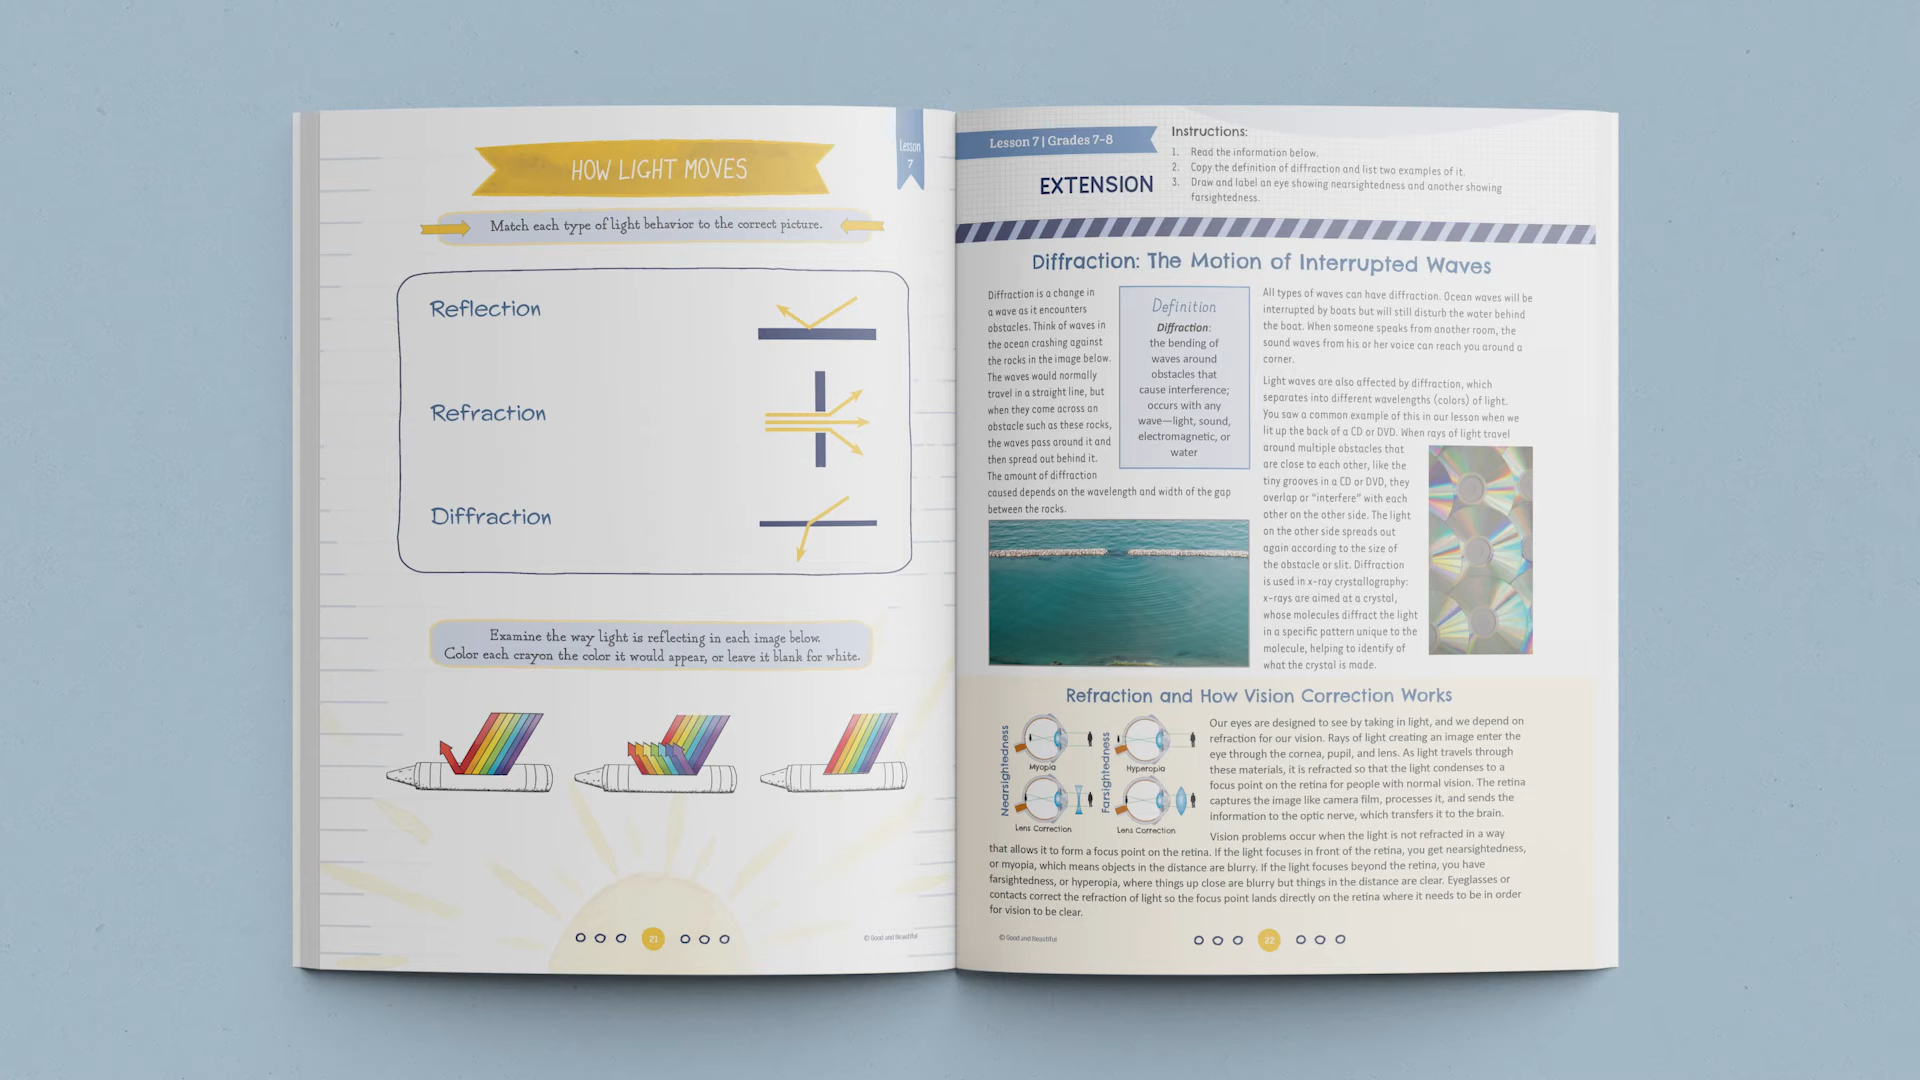 Lesson
7
HOW LIGHT MOVES
Match each type of light behavior to the correct picture.
Reflection
Refraction
Diffraction
Examine the way light is reflecting in each image below.
Color each crayon the color it would appear, or leave it blank for white.
21
© Good and Beautiful
Lesson 7 | Grades 7-8
EXTENSION
Instructions:
1. Read the information below.
2. Copy the definition of diffraction and list two examples of it.
3. Draw and label an eye showing nearsightedness and another showing
farsightedness.
Diffraction: The Motion of Interrupted Waves
Diffraction is a change in
a wave as it encounters
obstacles. Think of waves in
the ocean crashing against
the rocks in the image below.
The waves would normally
travel in a straight line, but
when they come across an
obstacle such as these rocks,
the waves pass around it and
then spread out behind it.
The amount of diffraction
caused depends on the wavelength and width of the gap
between the rocks.
Definition
Diffraction:
the bending of
waves around
obstacles that
cause interference;
occurs with any
wave—light, sound,
electromagnetic, or
water
All types of waves can have diffraction. Ocean waves will be
interrupted by boats but will still disturb the water behind
the boat. When someone speaks from another room, the
sound waves from his or her voice can reach you around a
corner.
Light waves are also affected by diffraction, which
separates into different wavelengths (colors) of light.
You saw a common example of this in our lesson when we
lit up the back of a CD or DVD. When rays of light travel
around multiple obstacles that
are close to each other, like the
tiny grooves in a CD or DVD, they
overlap or "interfere" with each
other on the other side. The light
on the other side spreads out
again according to the size of
the obstacle or slit. Diffraction
is used in x-ray crystallography:
x-rays are aimed at a crystal,
whose molecules diffract the light
in a specific pattern unique to the
molecule, helping to identify of
what the crystal is made.
Refraction and How Vision Correction Works
Nearsightedness
Myopia
Lens Correction
Farsightedness
Hyperopia
Lens Correction
Our eyes are designed to see by taking in light, and we depend on
refraction for our vision. Rays of light creating an image enter the
eye through the cornea, pupil, and lens. As light travels through
these materials, it is refracted so that the light condenses to a
focus point on the retina for people with normal vision. The retina
captures the image like camera film, processes it, and sends the
information to the optic nerve, which transfers it to the brain.
Vision problems occur when the light is not refracted in a way
that allows it to form a focus point on the retina. If the light focuses in front of the retina, you get nearsightedness,
or myopia, which means objects in the distance are blurry. If the light focuses beyond the retina, you have
farsightedness, or hyperopia, where things up close are blurry but things in the distance are clear. Eyeglasses or
contacts correct the refraction of light so the focus point lands directly on the retina where it needs to be in order
for vision to be clear.
© Good and Beautiful
22